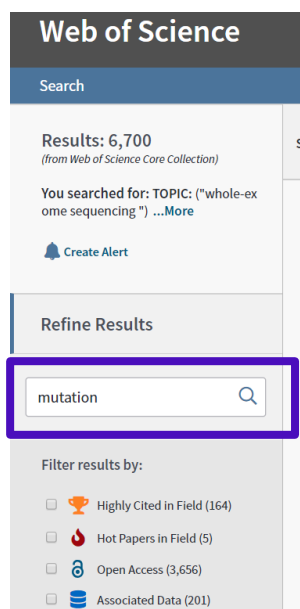 Web of Science
Search
Results: 6,700
(from Web of Science Core Collection)
You searched for: TOPIC: ("whole-ex
ome sequencing ") ...More
Create Alert
Refine Results
mutation
Filter results by:
Highly Cited in Field (164)
Hot Papers in Field (5)
Open Access (3,656)
Associated Data (201)